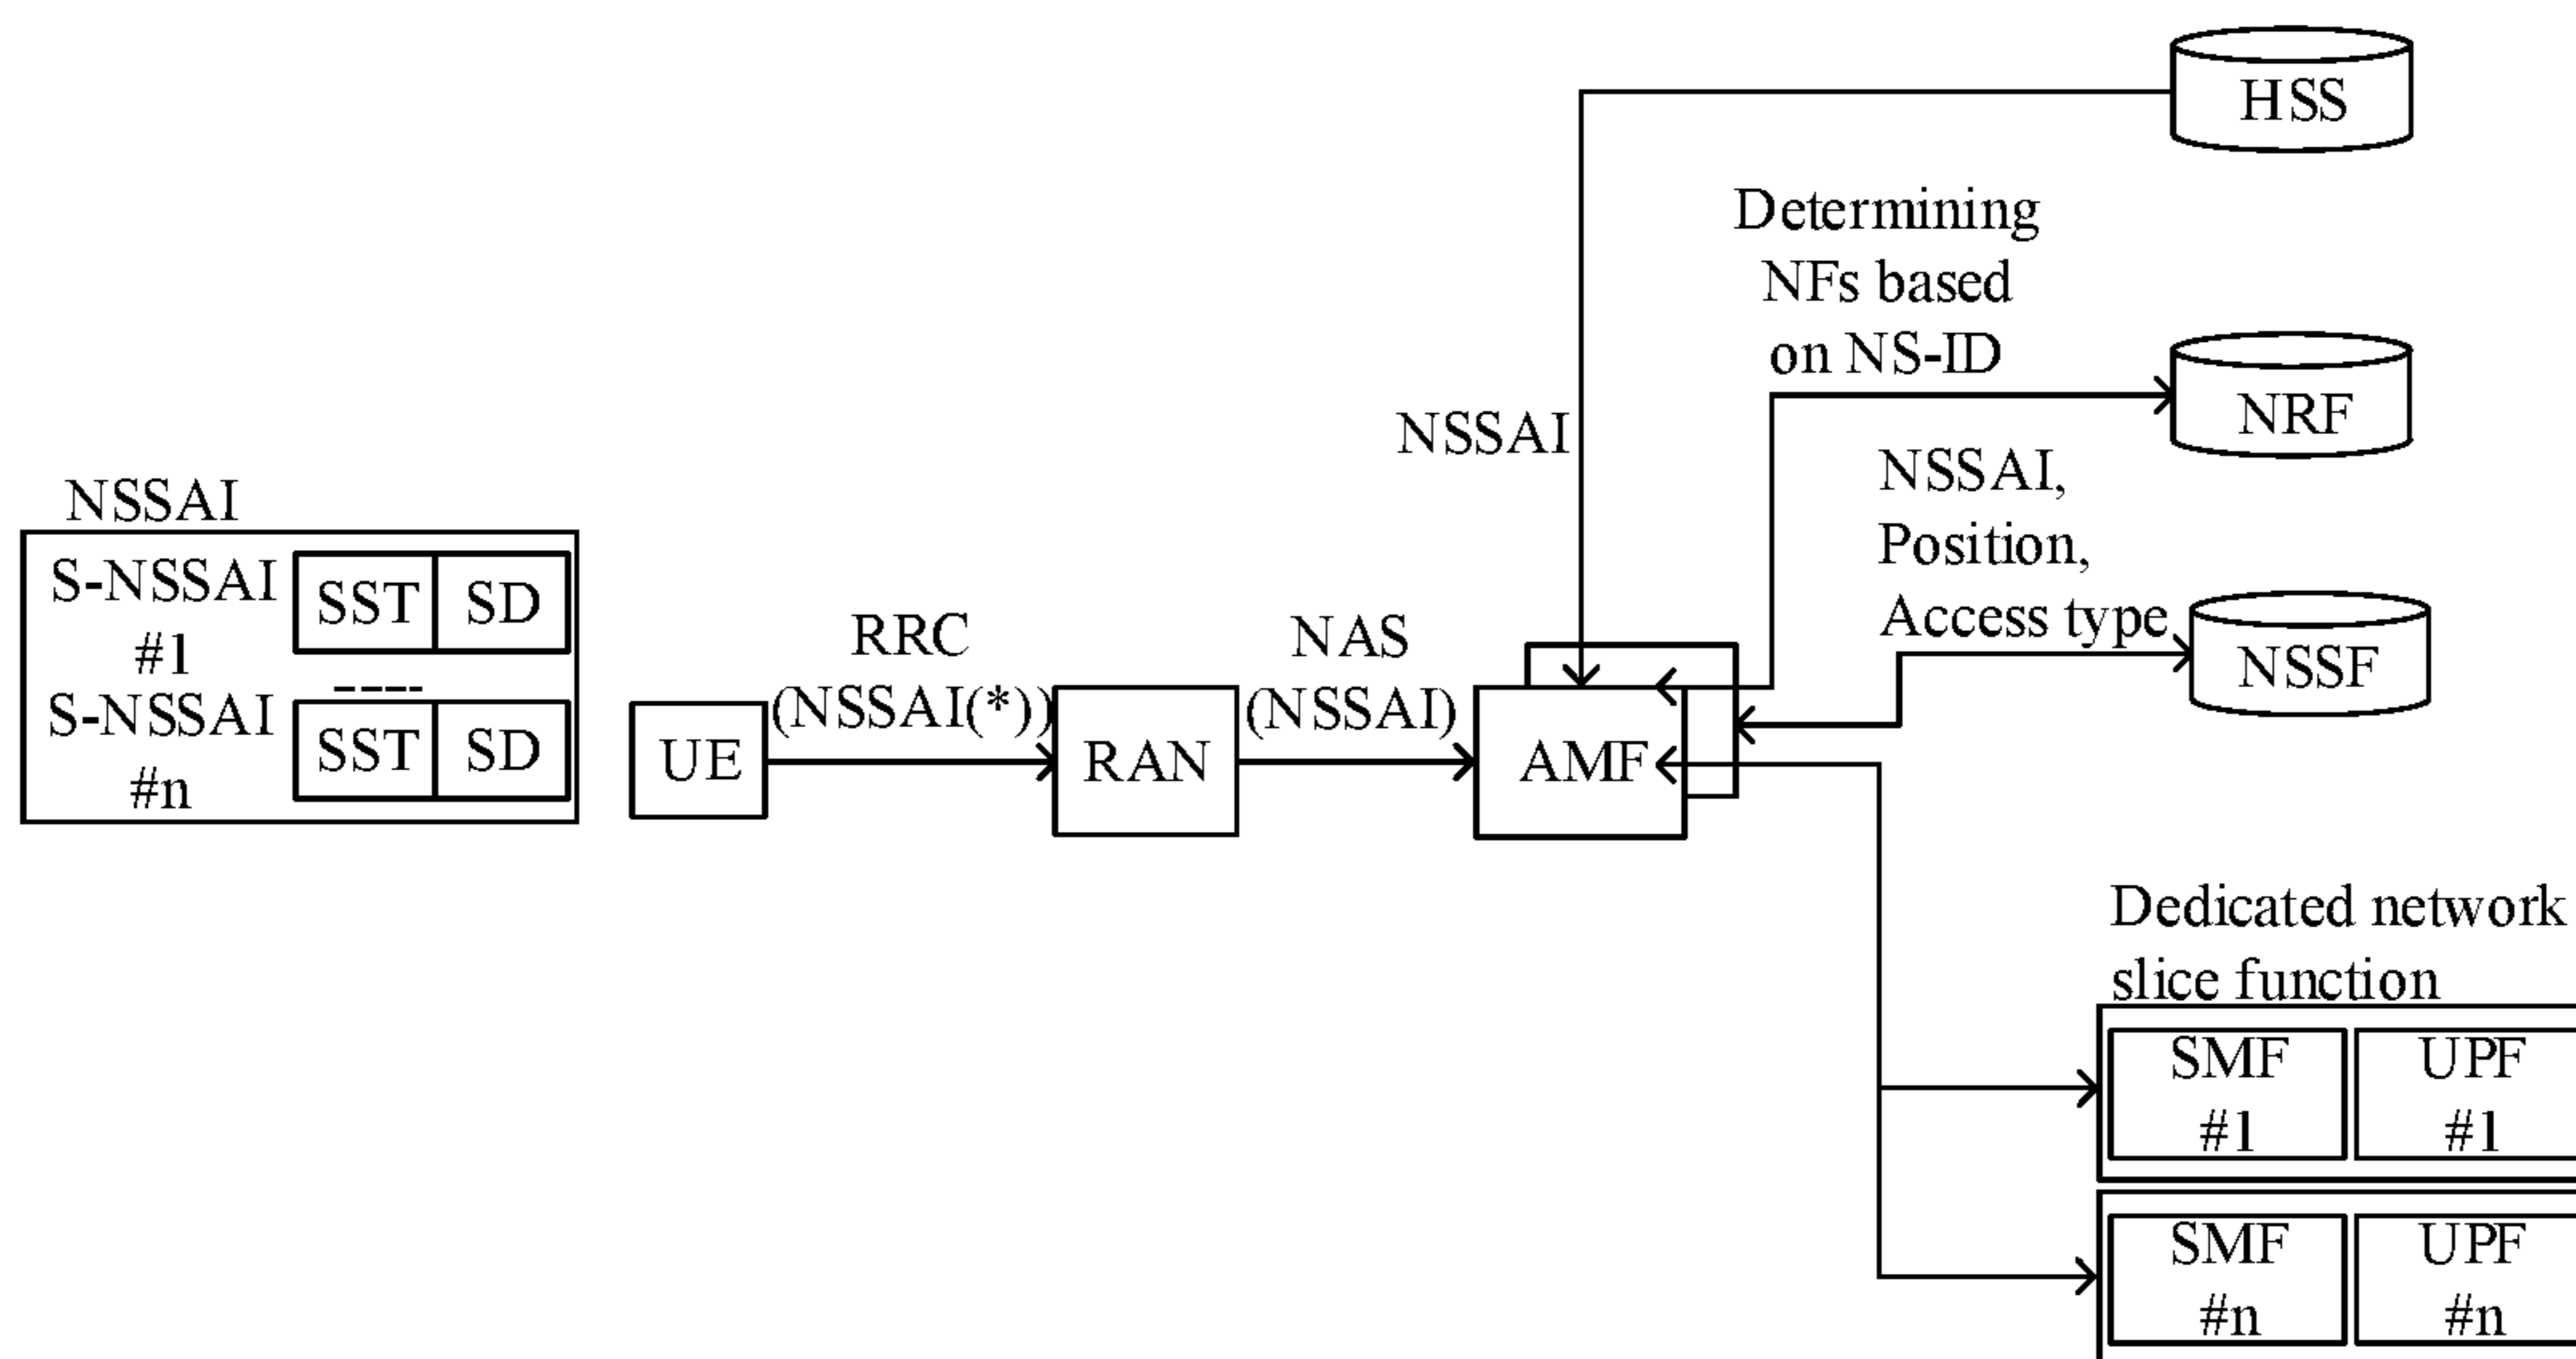 HSS
Determining
NFs based
on NS-ID
NRF
NSSAI
NSSAI,
Position,
Access type
NSSF
NSSAI
S-NSSAI
#1
SST
SD
S-NSSAI
#n
SST
SD
UE
RRC
(NSSAI(*))
RAN
NAS
(NSSAI)
AMF
Dedicated network
slice function
SMF
#1
UPF
#1
SMF
#n
UPF
#n